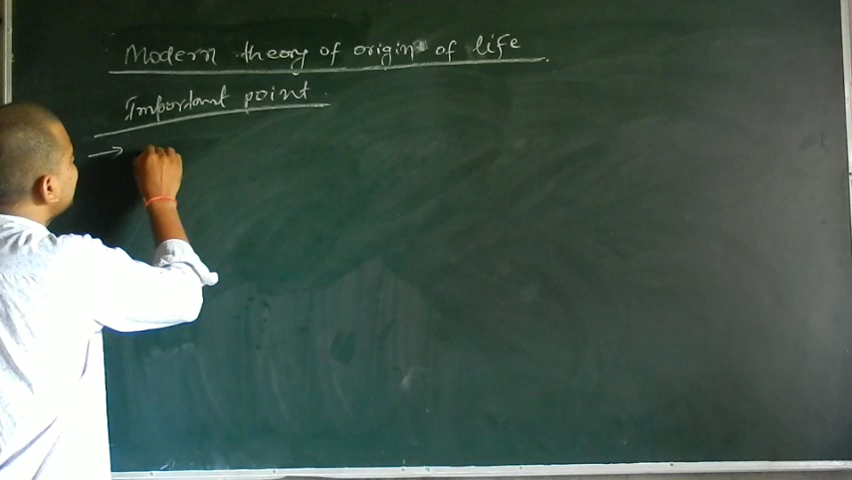 Modern theory of origin of life.
Important point
→